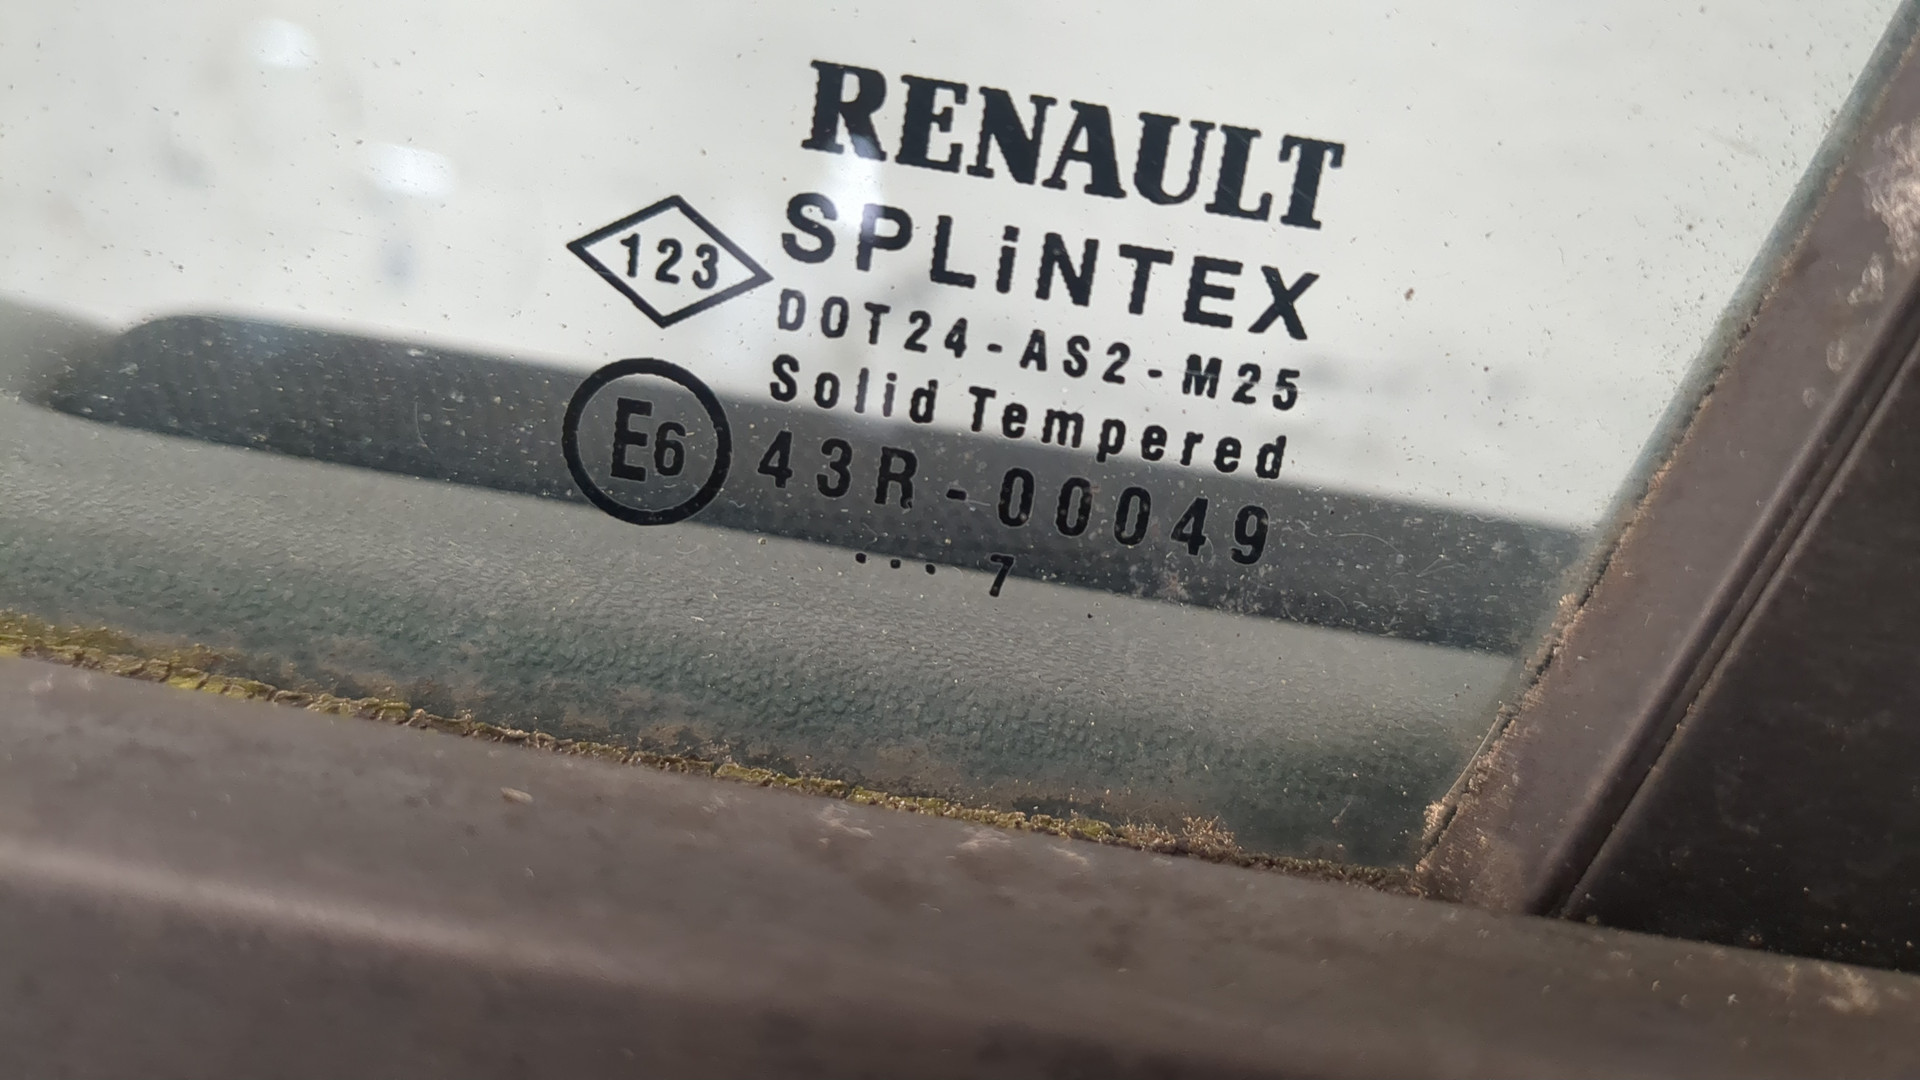 RENAULT
123
SPLiNTEX
DOT24-AS2-M25
Solid Tempered
E6
43R-00049
... 7